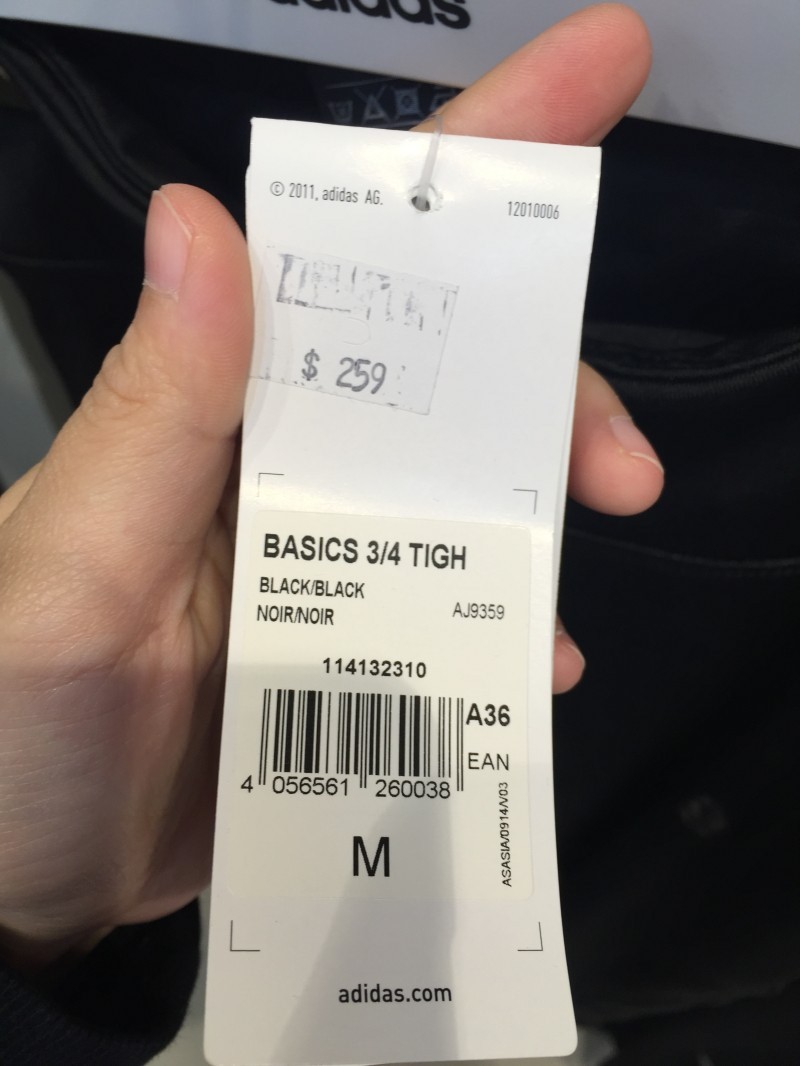 adidas
© 2011, adidas AG.
12010006
$ 259
BASICS 3/4 TIGH
BLACK/BLACK
NOIR/NOIR
AJ9359
114132310
A36
EAN
4 056561 260038
ASASIA/0914/V03
M
adidas.com